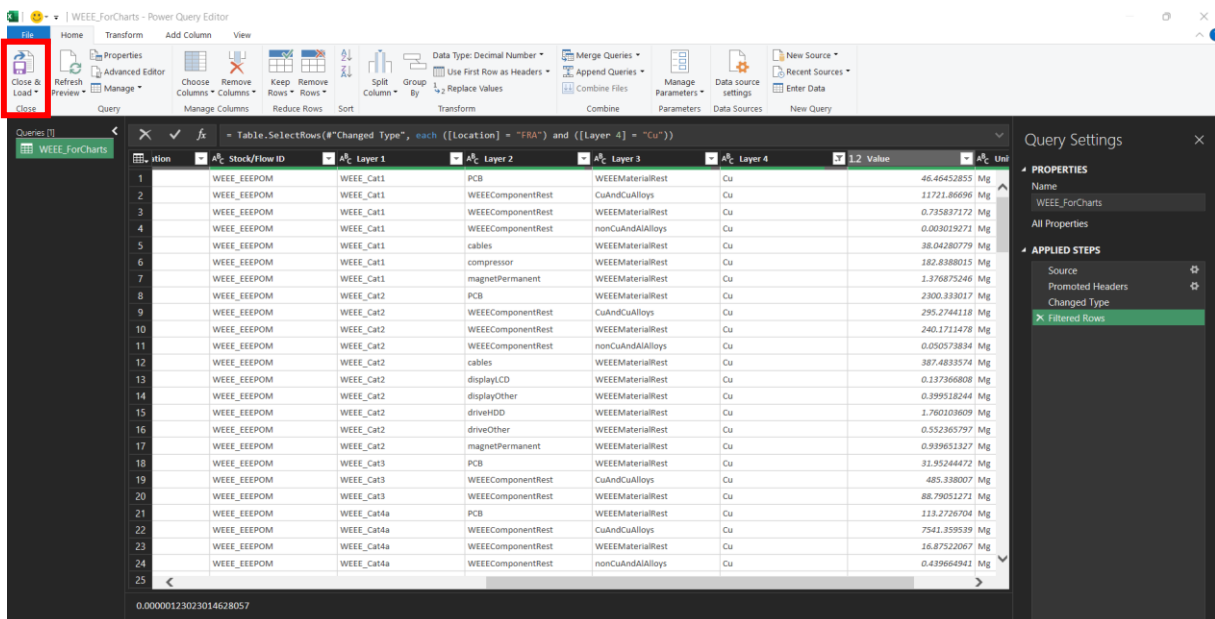 WEEE_ForCharts - Power Query Editor
File Home Transform Add Column View
Close & Load
Refresh Preview
Properties
Advanced Editor
Manage
Choose Columns
Remove Columns
Keep Rows
Remove Rows
Split Column
Group By
Data Type: Decimal Number
Use First Row as Headers
Replace Values
Merge Queries
Append Queries
Combine Files
Manage Parameters
Data source settings
New Source
Recent Sources
Enter Data
Close Query Manage Columns Reduce Rows Sort Transform Combine Parameters Data Sources New Query
Queries [1]
WEEE_ForCharts
fx = Table.SelectRows(#"Changed Type", each ([Location] = "FRA") and ([Layer 4] = "Cu"))
ation ABC Stock/Flow ID ABC Layer 1 ABC Layer 2 ABC Layer 3 ABC Layer 4 1.2 Value ABC Uni
1 WEEE_EEEPOM WEEE_Cat1 PCB WEEEMaterialRest Cu 46.46452855 Mg
2 WEEE_EEEPOM WEEE_Cat1 WEEEComponentRest CuAndCuAlloys Cu 11721.86696 Mg
3 WEEE_EEEPOM WEEE_Cat1 WEEEComponentRest WEEEMaterialRest Cu 0.735837172 Mg
4 WEEE_EEEPOM WEEE_Cat1 WEEEComponentRest nonCuAndAlAlloys Cu 0.003019271 Mg
5 WEEE_EEEPOM WEEE_Cat1 cables WEEEMaterialRest Cu 38.04280779 Mg
6 WEEE_EEEPOM WEEE_Cat1 compressor WEEEMaterialRest Cu 182.8388015 Mg
7 WEEE_EEEPOM WEEE_Cat1 magnetPermanent WEEEMaterialRest Cu 1.376875246 Mg
8 WEEE_EEEPOM WEEE_Cat2 PCB WEEEMaterialRest Cu 2300.333017 Mg
9 WEEE_EEEPOM WEEE_Cat2 WEEEComponentRest CuAndCuAlloys Cu 295.2744118 Mg
10 WEEE_EEEPOM WEEE_Cat2 WEEEComponentRest WEEEMaterialRest Cu 240.1711478 Mg
11 WEEE_EEEPOM WEEE_Cat2 WEEEComponentRest nonCuAndAlAlloys Cu 0.050573834 Mg
12 WEEE_EEEPOM WEEE_Cat2 cables WEEEMaterialRest Cu 387.4833574 Mg
13 WEEE_EEEPOM WEEE_Cat2 displayLCD WEEEMaterialRest Cu 0.137366808 Mg
14 WEEE_EEEPOM WEEE_Cat2 displayOther WEEEMaterialRest Cu 0.399518244 Mg
15 WEEE_EEEPOM WEEE_Cat2 driveHDD WEEEMaterialRest Cu 1.760103609 Mg
16 WEEE_EEEPOM WEEE_Cat2 driveOther WEEEMaterialRest Cu 0.552365797 Mg
17 WEEE_EEEPOM WEEE_Cat2 magnetPermanent WEEEMaterialRest Cu 0.939651327 Mg
18 WEEE_EEEPOM WEEE_Cat3 PCB WEEEMaterialRest Cu 31.95244472 Mg
19 WEEE_EEEPOM WEEE_Cat3 WEEEComponentRest CuAndCuAlloys Cu 485.338007 Mg
20 WEEE_EEEPOM WEEE_Cat3 WEEEComponentRest WEEEMaterialRest Cu 88.79051271 Mg
21 WEEE_EEEPOM WEEE_Cat4a PCB WEEEMaterialRest Cu 113.2726704 Mg
22 WEEE_EEEPOM WEEE_Cat4a WEEEComponentRest CuAndCuAlloys Cu 7541.359539 Mg
23 WEEE_EEEPOM WEEE_Cat4a WEEEComponentRest WEEEMaterialRest Cu 16.87522067 Mg
24 WEEE_EEEPOM WEEE_Cat4a WEEEComponentRest nonCuAndAlAlloys Cu 0.439664941 Mg
25
0.00000123023014628057
Query Settings
PROPERTIES
Name
WEEE_ForCharts
All Properties
APPLIED STEPS
Source
Promoted Headers
Changed Type
Filtered Rows